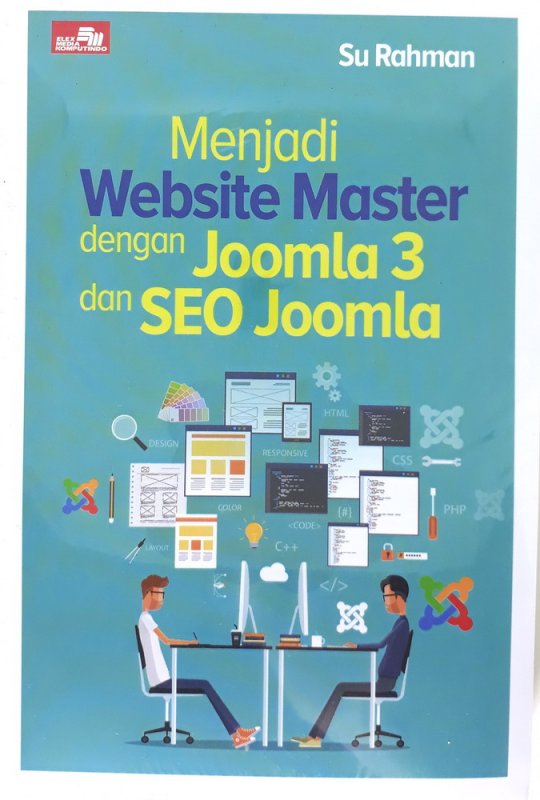 ELEX
MEDIA
KOMPUTINDO
Su Rahman
Menjadi
Website Master
dengan Joomla 3
dan SEO Joomla
HTML
DESIGN
RESPONSIVE
CSS
COLOR
<CODE>
{#}
PHP
LAYOUT
C++
</>